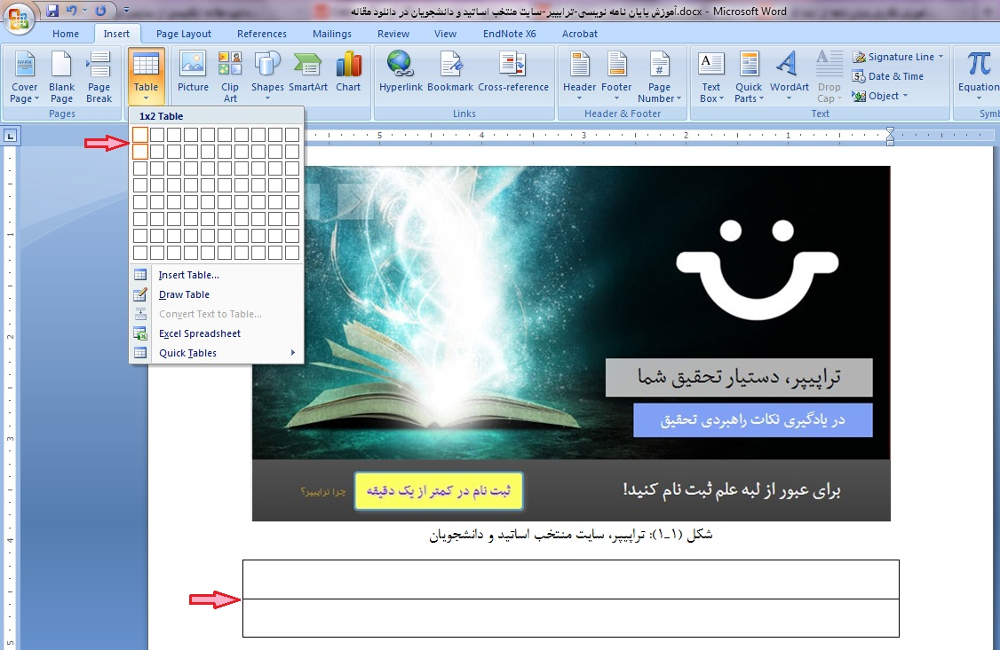 آموزش پایان نامه نویسی-تراپیپر-سایت منتخب اساتید و دانشجویان در دانلود مقاله.docx - Microsoft Word
Home Insert Page Layout References Mailings Review View EndNote X6 Acrobat
Cover Page
Blank Page
Page Break
Table
Picture
Clip Art
Shapes
SmartArt
Chart
Hyperlink
Bookmark
Cross-reference
Header
Footer
Page Number
Text Box
Quick Parts
WordArt
Drop Cap
Signature Line
Date & Time
Object
Equation
Pages
Links
Header & Footer
Text
Symb
1x2 Table
Insert Table...
Draw Table
Convert Text to Table...
Excel Spreadsheet
Quick Tables
5 4 3 2 1
1
2
3
4
5
تراپیپر، دستیار تحقیق شما
در یادگیری نکات راهبردی تحقیق
برای عبور از لبه علم ثبت نام کنید!
ثبت نام در کمتر از یک دقیقه
چرا تراپیپر؟
شکل (۱-۱): تراپیپر، سایت منتخب اساتید و دانشجویان